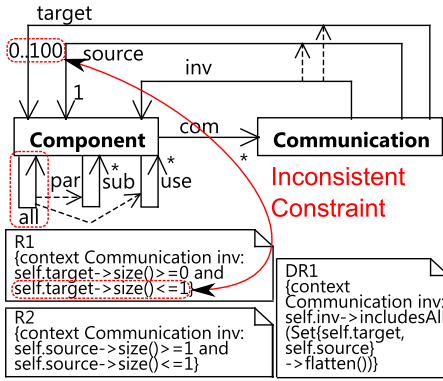 target
0..100
source
inv
1
Component
com
Communication
*
par
*
sub
*
use
all
Inconsistent
Constraint
R1
{context Communication inv:
self.target->size()>=0 and
self.target->size()<=1}
R2
{context Communication inv:
self.source->size()>=1 and
self.source->size()<=1}
DR1
{context
Communication inv:
self.inv->includesAll
(Set{self.target,
self.source}
->flatten())}